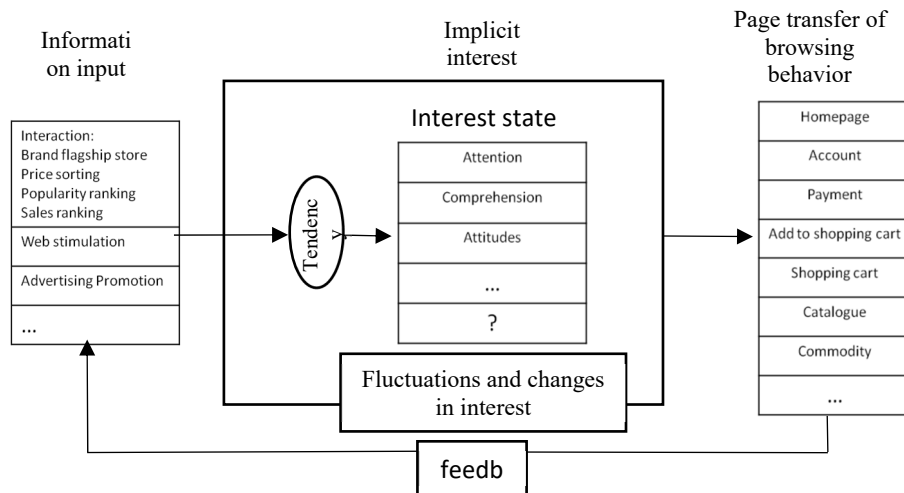 Informati
on input
Implicit
interest
Page transfer of
browsing
behavior
Interaction:
Brand flagship store
Price sorting
Popularity ranking
Sales ranking
Web stimulation
Advertising Promotion
...
Tendenc
y.
Interest state
Attention
Comprehension
Attitudes
...
?
Fluctuations and changes
in interest
Homepage
Account
Payment
Add to shopping cart
Shopping cart
Catalogue
Commodity
...
feedb